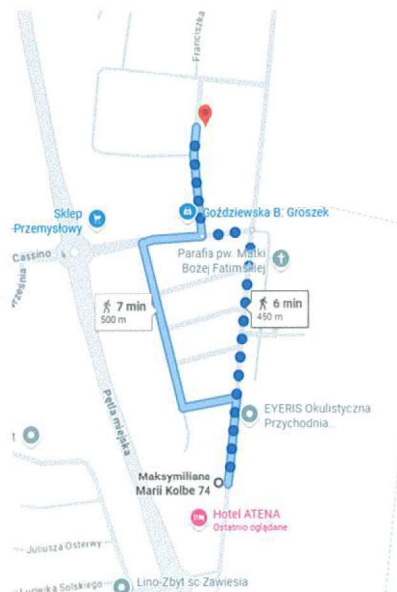 Franciszka
Sklep
Przemysłowy
Goździewska B. Groszek
Cassino
Parafia pw. Matki
Bożej Fatimskiej
rześnia
7 min
500 m
6 min
450 m
Pętla miejska
EYERIS Okulistyczna
Przychodnia...
t
Maksymiliana
Marii Kolbe 74
Hotel ATENA
Ostatnio oglądane
Juliusza Osterwy
Ludwika Solskiego
Lino-Zbyt sc Zawiesia